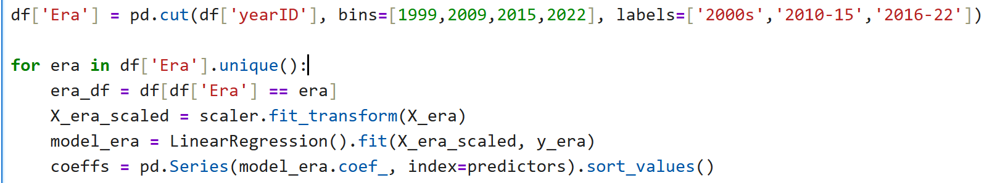 df['Era'] = pd.cut(df['yearID'], bins=[1999,2009,2015,2022], labels=['2000s','2010-15','2016-22'])
for era in df['Era'].unique():
    era_df = df[df['Era'] == era]
    X_era_scaled = scaler.fit_transform(X_era)
    model_era = LinearRegression().fit(X_era_scaled, y_era)
    coeffs = pd.Series(model_era.coef_, index=predictors).sort_values()